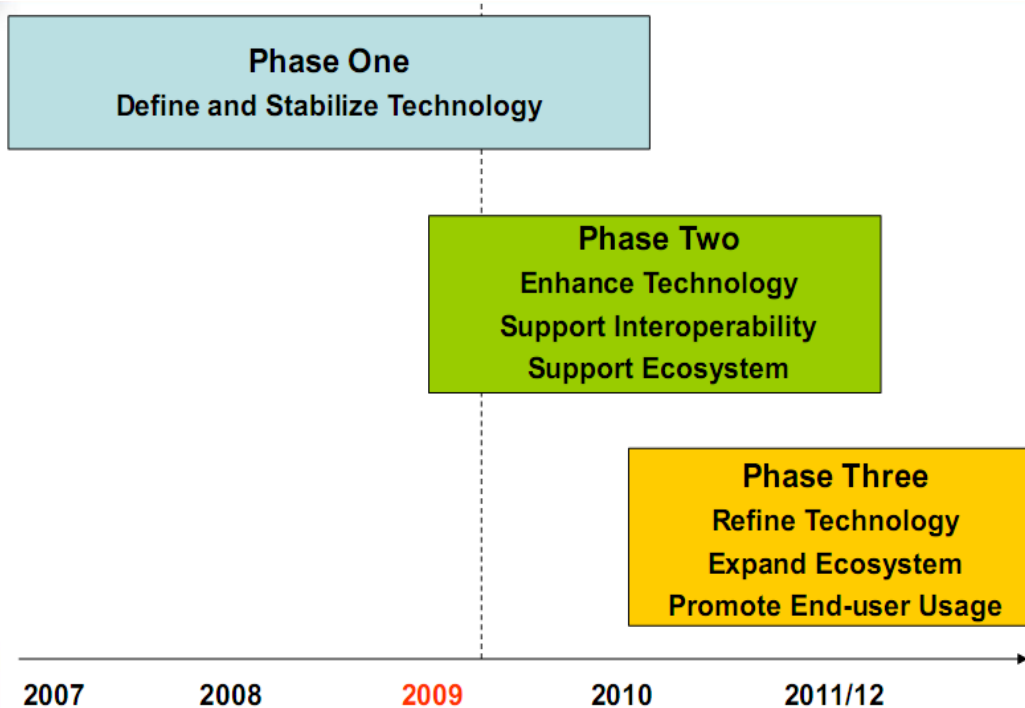 Phase One
Define and Stabilize Technology
Phase Two
Enhance Technology
Support Interoperability
Support Ecosystem
Phase Three
Refine Technology
Expand Ecosystem
Promote End-user Usage
2007 2008 2009 2010 2011/12